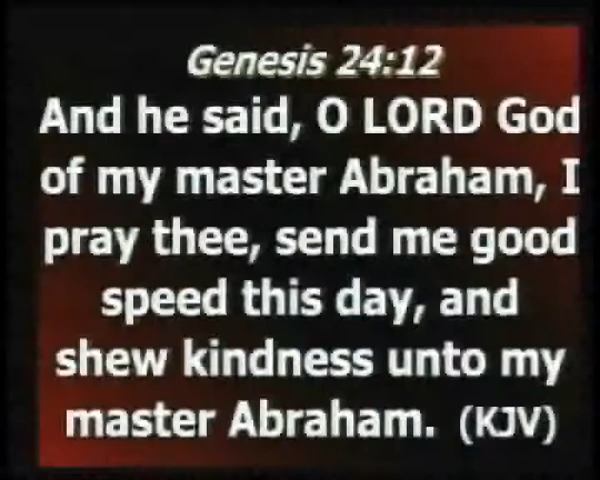 Genesis 24:12
And he said, O LORD God
of my master Abraham, I
pray thee, send me good
speed this day, and
shew kindness unto my
master Abraham. (KJV)